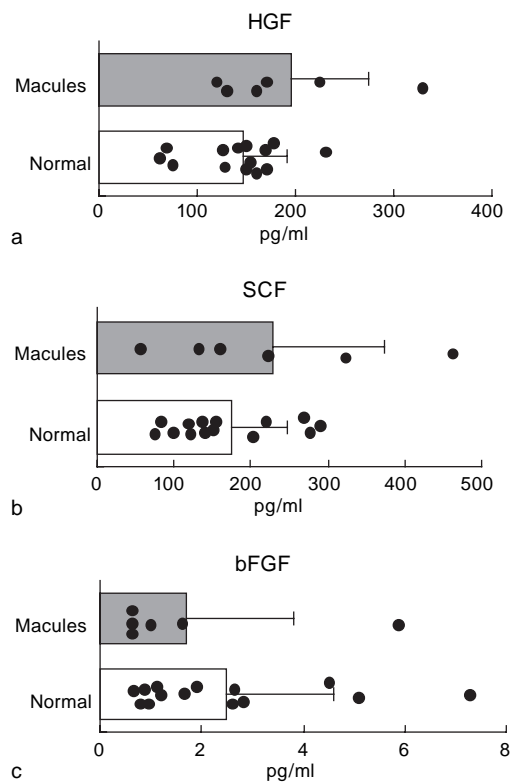 HGF
Macules
Normal
0 100 200 300 400
pg/ml
a
SCF
Macules
Normal
0 100 200 300 400 500
pg/ml
b
bFGF
Macules
Normal
0 2 4 6 8
pg/ml
c